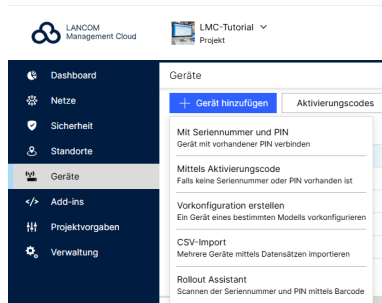 LANCOM
Management Cloud
LMC-Tutorial
Projekt
Dashboard
Netze
Sicherheit
Standorte
Geräte
Add-ins
Projektvorgaben
Verwaltung
Geräte
Gerät hinzufügen
Aktivierungscodes
Mit Seriennummer und PIN
Gerät mit vorhandener PIN verbinden
Mittels Aktivierungscode
Falls keine Seriennummer oder PIN vorhanden ist
Vorkonfiguration erstellen
Ein Gerät eines bestimmten Modells vorkonfigurieren
CSV-Import
Mehrere Geräte mittels Datensätzen importieren
Rollout Assistant
Scannen der Seriennummer und PIN mittels Barcode